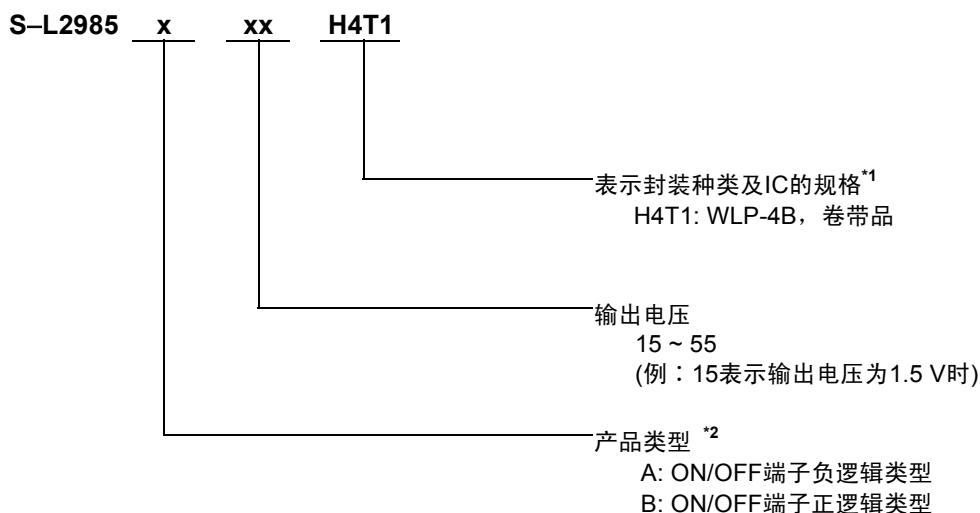 S–L2985 x xx H4T1
表示封装种类及IC的规格*1
H4T1: WLP-4B，卷带品
输出电压
15 ~ 55
(例：15表示输出电压为1.5 V时)
产品类型 *2
A: ON/OFF端子负逻辑类型
B: ON/OFF端子正逻辑类型